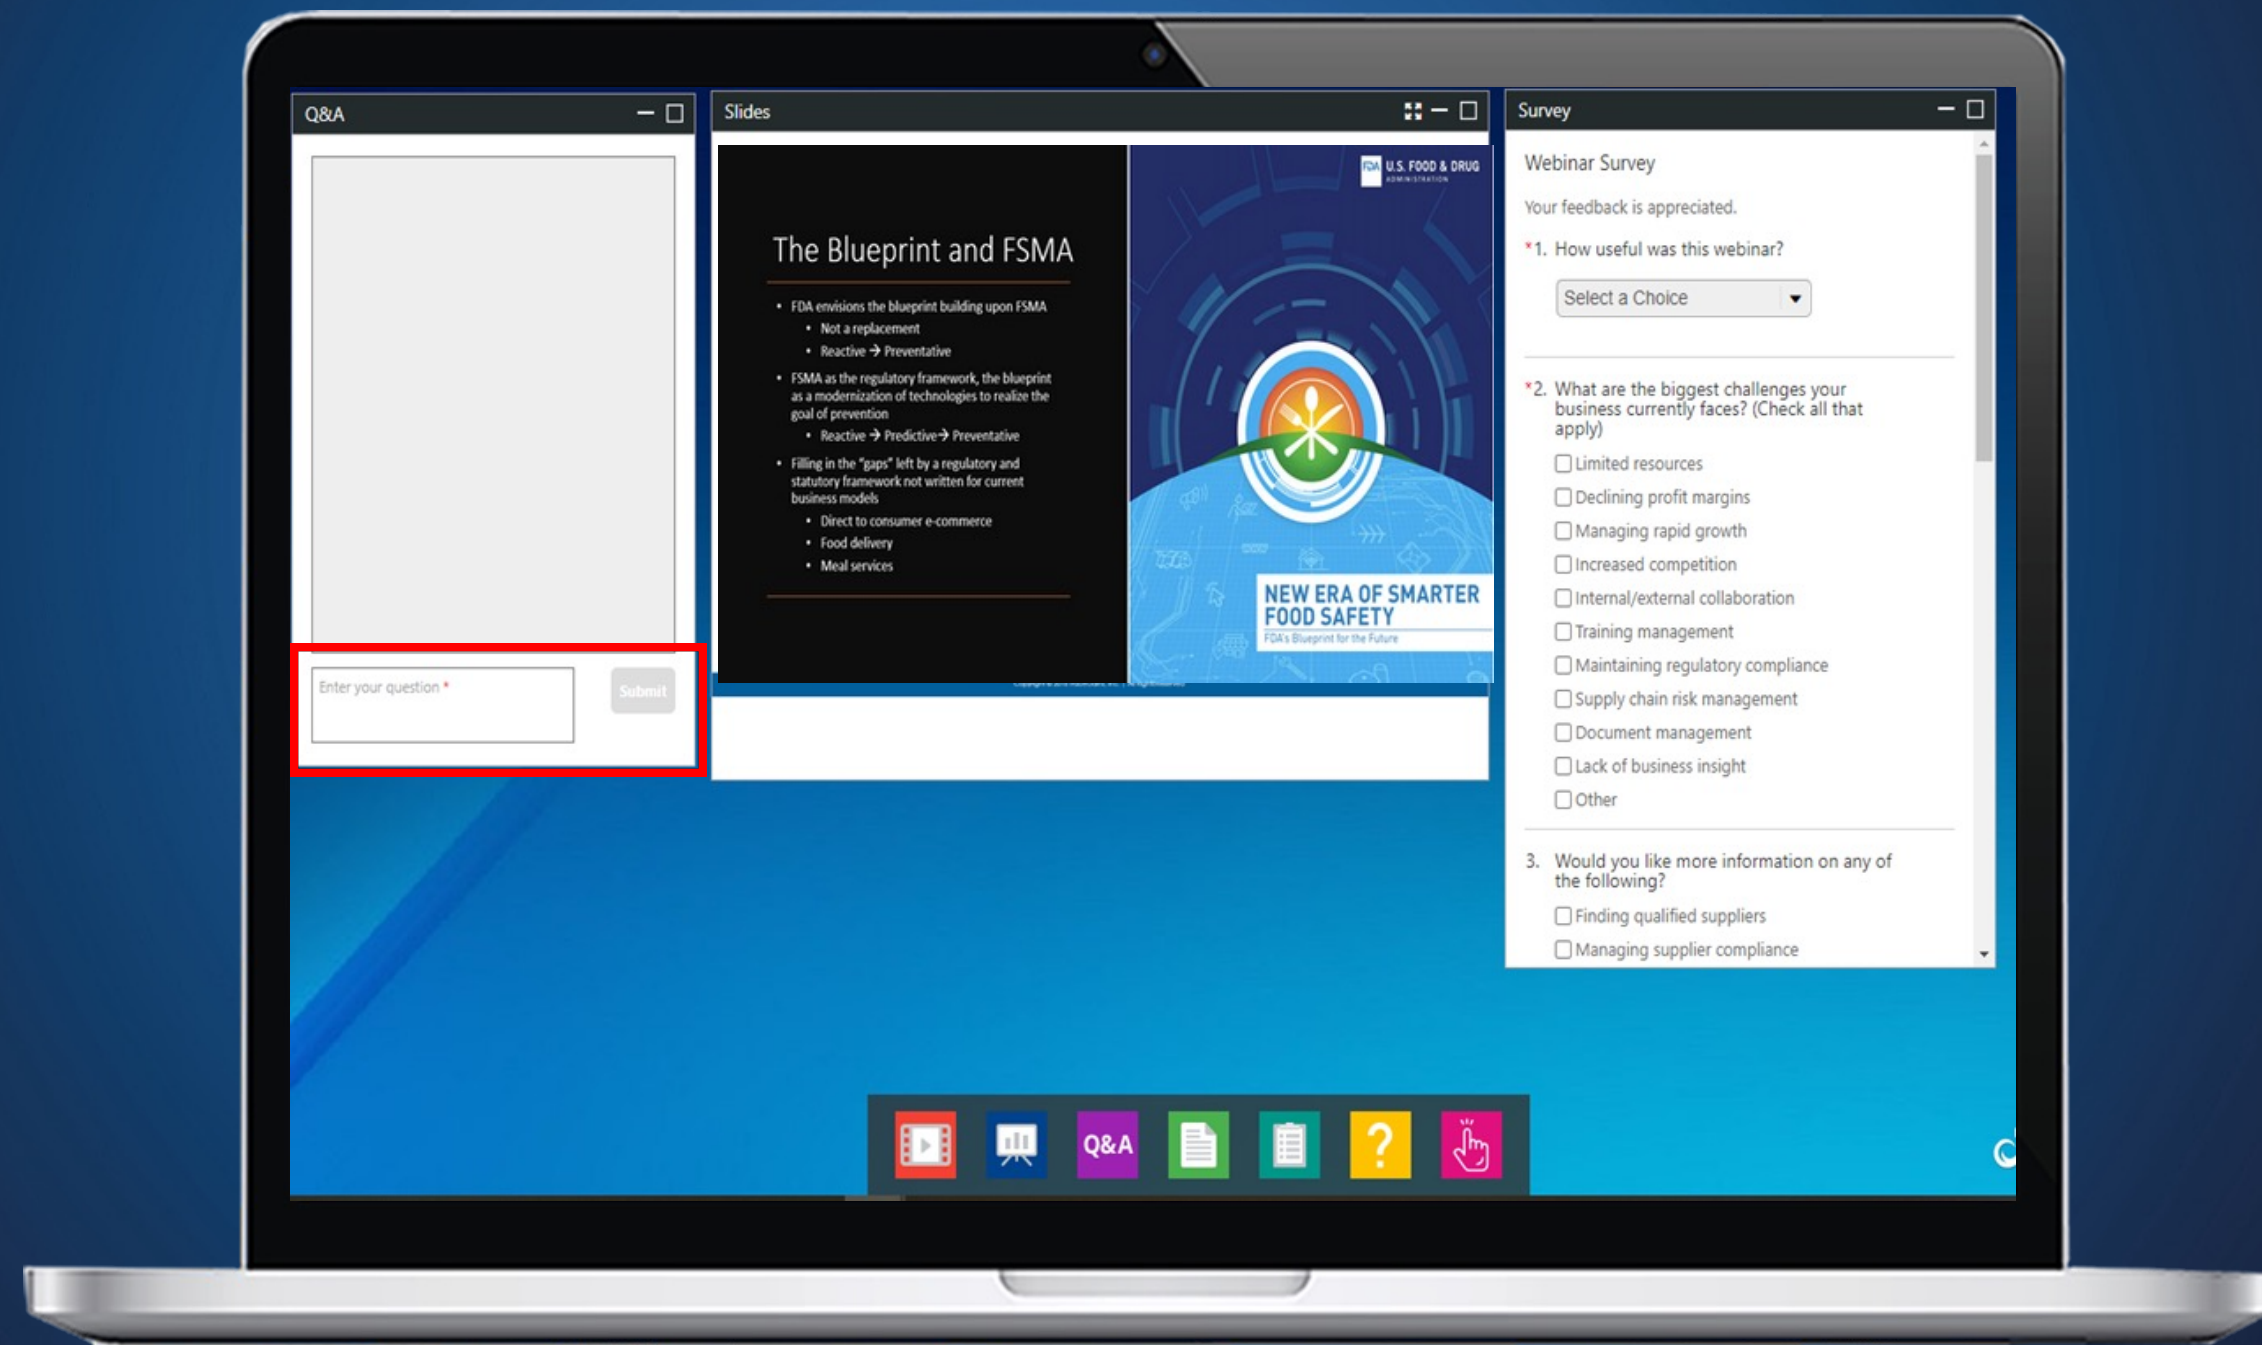 Q&A
Enter your question *
Submit
Slides
The Blueprint and FSMA
• FDA envisions the blueprint building upon FSMA
• Not a replacement
• Reactive → Preventative
• FSMA as the regulatory framework, the blueprint
as a modernization of technologies to realize the
goal of prevention
• Reactive → Predictive → Preventative
• Filling in the "gaps" left by a regulatory and
statutory framework not written for current
business models
• Direct to consumer e-commerce
• Food delivery
• Meal services
FDA U.S. FOOD & DRUG
ADMINISTRATION
NEW ERA OF SMARTER
FOOD SAFETY
FDA's Blueprint for the Future
Survey
Webinar Survey
Your feedback is appreciated.
*1. How useful was this webinar?
Select a Choice
*2. What are the biggest challenges your
business currently faces? (Check all that
apply)
Limited resources
Declining profit margins
Managing rapid growth
Increased competition
Internal/external collaboration
Training management
Maintaining regulatory compliance
Supply chain risk management
Document management
Lack of business insight
Other
3. Would you like more information on any of
the following?
Finding qualified suppliers
Managing supplier compliance
Q&A
?